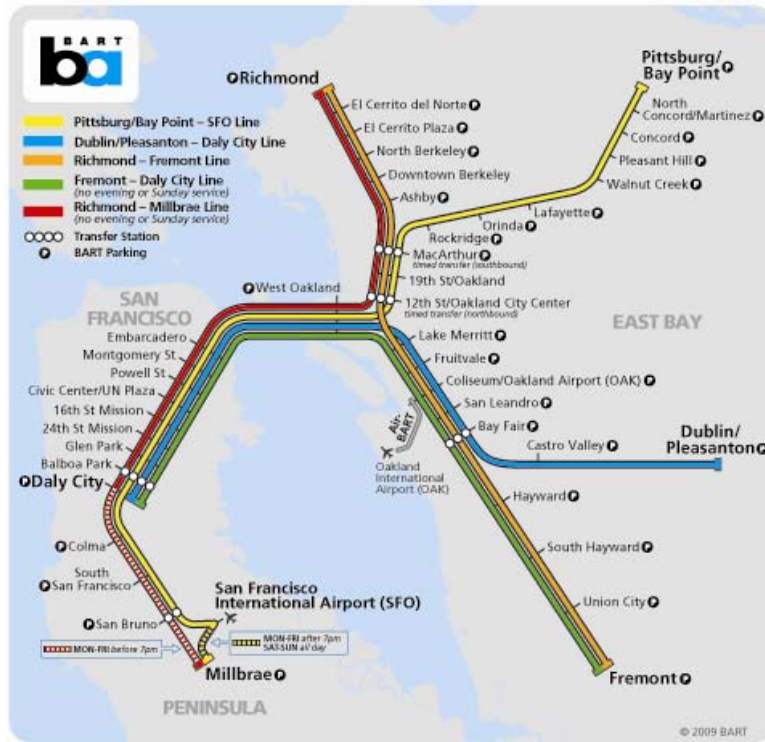 BART
ba
Pittsburg/Bay Point – SFO Line
Dublin/Pleasanton – Daly City Line
Richmond – Fremont Line
Fremont – Daly City Line
(no evening or Sunday service)
Richmond – Millbrae Line
(no evening or Sunday service)
Transfer Station
P BART Parking
P Richmond
El Cerrito del Norte P
El Cerrito Plaza P
North Berkeley P
Downtown Berkeley
Ashby P
Pittsburg/
Bay Point P
North
Concord/Martinez P
Concord P
Pleasant Hill P
Walnut Creek P
Lafayette P
Orinda P
Rockridge P
MacArthur P
timed transfer (southbound)
19th St/Oakland
12th St/Oakland City Center
timed transfer (northbound)
P West Oakland
SAN
FRANCISCO
EAST BAY
Embarcadero
Montgomery St
Powell St
Civic Center/UN Plaza
16th St Mission
24th St Mission
Glen Park
Balboa Park
P Daly City
Lake Merritt P
Fruitvale P
Coliseum/Oakland Airport (OAK) P
San Leandro P
Bay Fair P
Castro Valley P
Dublin/
Pleasanton P
Air-
BART
Oakland
International
Airport (OAK)
Hayward P
South Hayward P
Union City P
Fremont P
P Colma
South
P San Francisco
P San Bruno
San Francisco
International Airport (SFO)
MON-FRI before 7pm
MON-FRI after 7pm
SAT-SUN all day
Millbrae P
PENINSULA
© 2009 BART